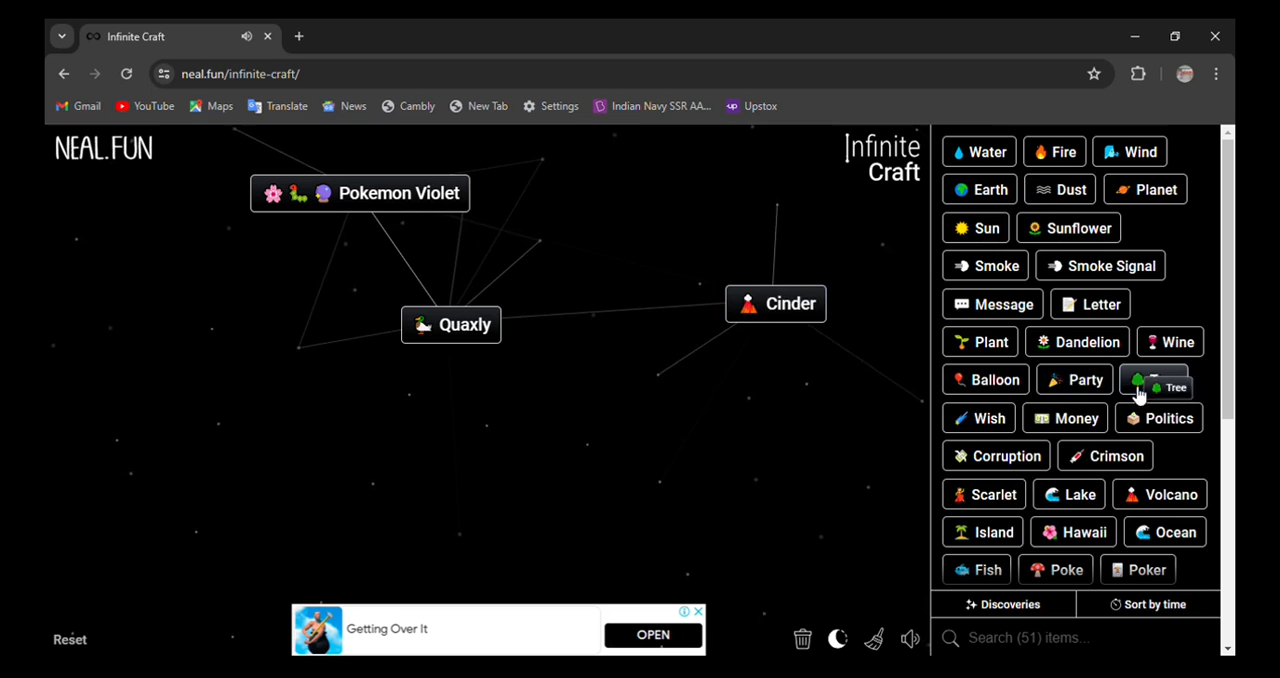 Infinite Craft
neal.fun/infinite-craft/
Gmail YouTube Maps Translate News Cambly New Tab Settings Indian Navy SSR AA... Upstox
NEAL.FUN
Infinite
Craft
Pokemon Violet
Quaxly
Cinder
Water Fire Wind
Earth Dust Planet
Sun Sunflower
Smoke Smoke Signal
Message Letter
Plant Dandelion Wine
Balloon Party Tree
Wish Money Politics
Corruption Crimson
Scarlet Lake Volcano
Island Hawaii Ocean
Fish Poke Poker
Discoveries Sort by time
Search (51) items...
Getting Over It
OPEN
Reset